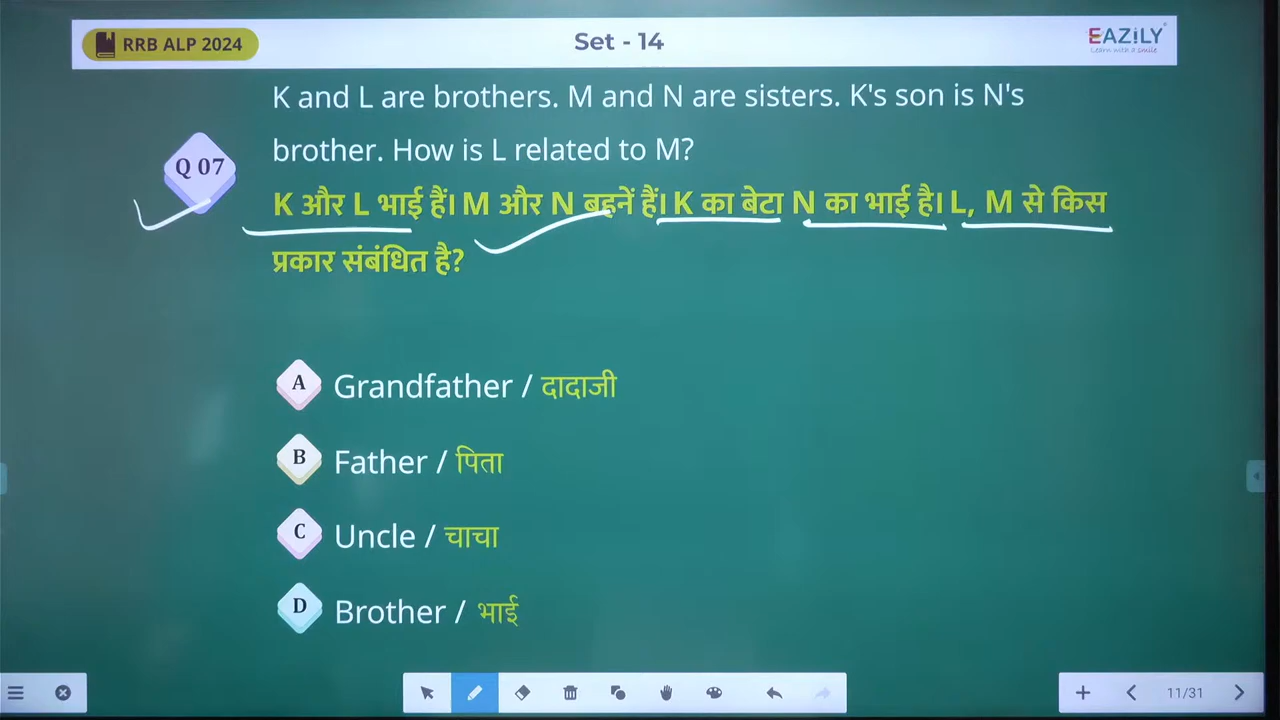 RRB ALP 2024
Set - 14
EAZILY
Learn with a smile
K and L are brothers. M and N are sisters. K's son is N's
Q 07
brother. How is L related to M?
K और L भाई हैं। M और N बहनें हैं। K का बेटा N का भाई है। L, M से किस
प्रकार संबंधित है?
A Grandfather / दादाजी
B Father / पिता
C Uncle / चाचा
D Brother / भाई
11/31